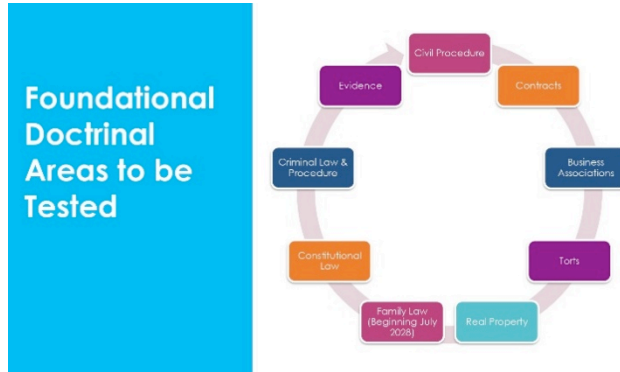 Foundational
Doctrinal
Areas to be
Tested
Civil Procedure
Contracts
Business
Associations
Torts
Real Property
Family Law
(Beginning July
2028)
Constitutional
Law
Criminal Law &
Procedure
Evidence